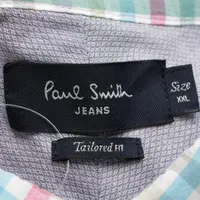 Paul Smith
JEANS
Size
XXL
Tailored FIT